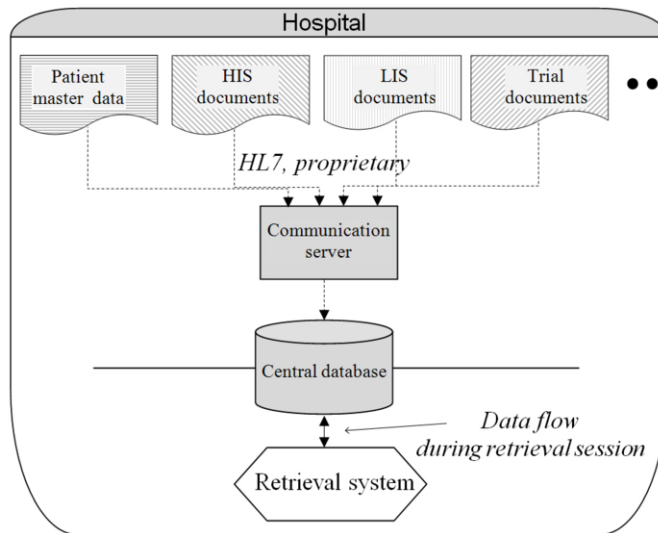 Hospital
Patient
master data
HIS
documents
LIS
documents
Trial
documents
HL7, proprietary
Communication
server
Central database
Data flow
during retrieval session
Retrieval system